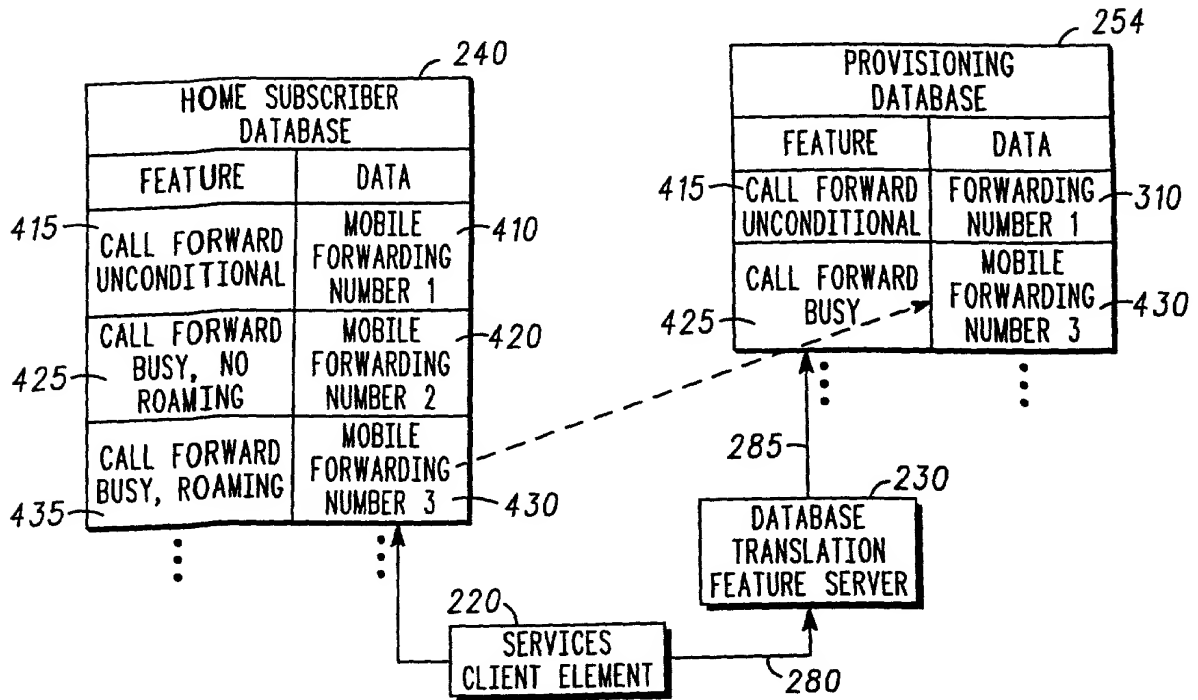 240
HOME SUBSCRIBER
DATABASE
FEATURE
DATA
415
CALL FORWARD
UNCONDITIONAL
MOBILE
FORWARDING
NUMBER 1
410
CALL FORWARD
BUSY, NO
ROAMING
425
MOBILE
FORWARDING
NUMBER 2
420
CALL FORWARD
BUSY, ROAMING
435
MOBILE
FORWARDING
NUMBER 3
430
254
PROVISIONING
DATABASE
FEATURE
DATA
415
CALL FORWARD
UNCONDITIONAL
FORWARDING
NUMBER 1
310
CALL FORWARD
BUSY
425
MOBILE
FORWARDING
NUMBER 3
430
285
230
DATABASE
TRANSLATION
FEATURE SERVER
220
SERVICES
CLIENT ELEMENT
280